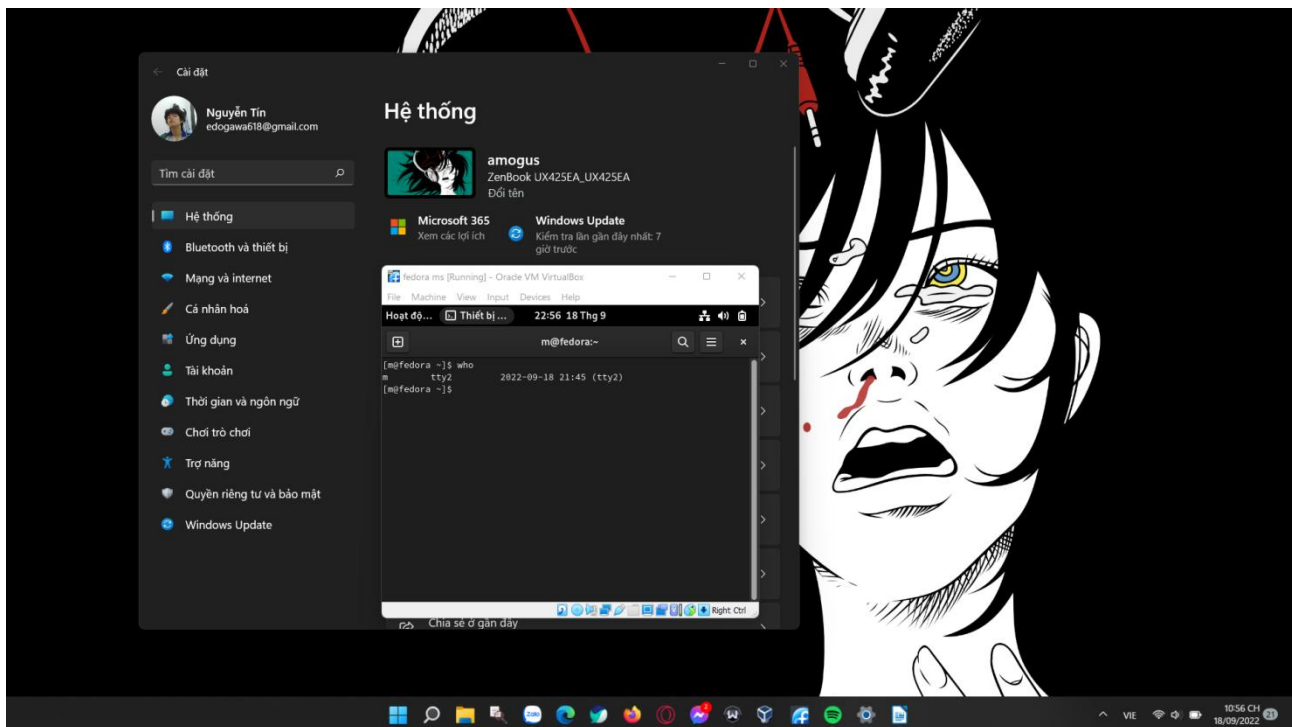 Cài đặt
Nguyễn Tín
edogawa618@gmail.com
Tìm cài đặt
Hệ thống
Bluetooth và thiết bị
Mạng và internet
Cá nhân hoá
Ứng dụng
Tài khoản
Thời gian và ngôn ngữ
Chơi trò chơi
Trợ năng
Quyền riêng tư và bảo mật
Windows Update
Hệ thống
amogus
ZenBook UX425EA_UX425EA
Đổi tên
Microsoft 365
Xem các lợi ích
Windows Update
Kiểm tra lần gần đây nhất: 7
giờ trước
fedora ms [Running] - Oracle VM VirtualBox
File Machine View Input Devices Help
Hoạt độ... Thiết bị ... 22:56 18 Thg 9
m@fedora:~
[m@fedora ~]$ who
m tty2 2022-09-18 21:45 (tty2)
[m@fedora ~]$
Right Ctrl
Chia sẻ ở gần đây
Zalo
VIE
10:56 CH
18/09/2022